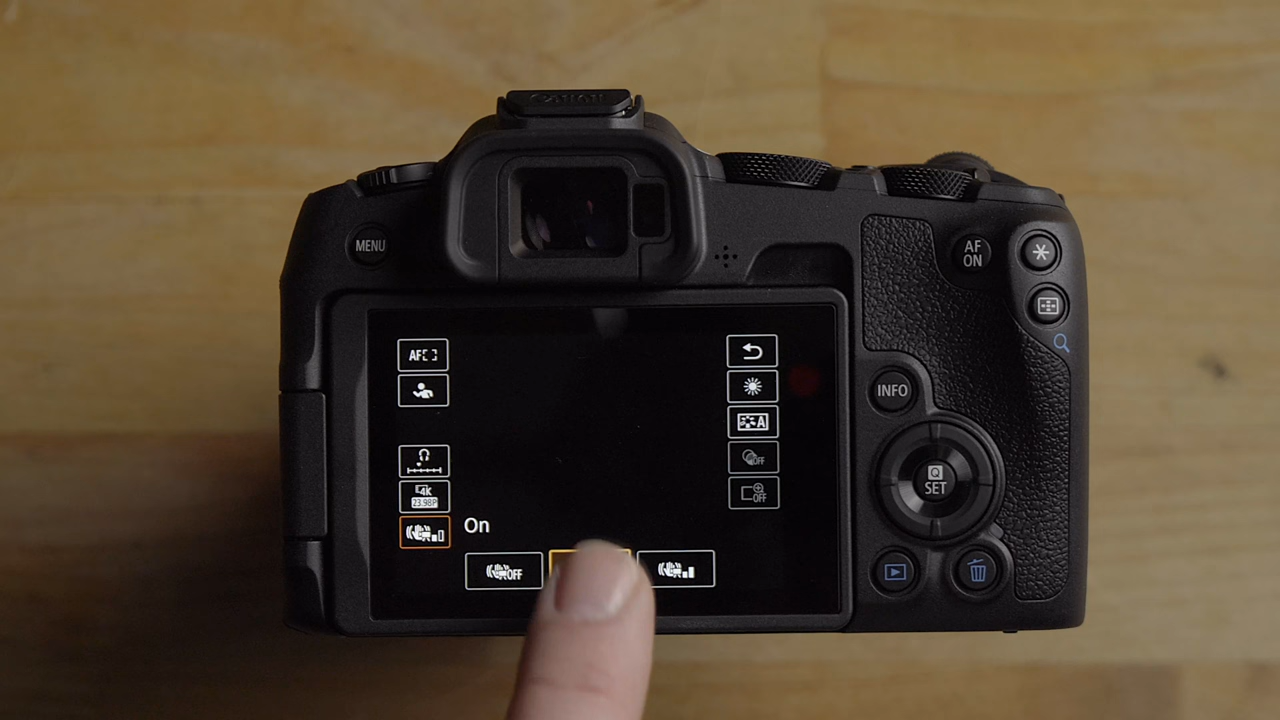 Canon
MENU
AF
ON
AF
INFO
A
OFF
4K
23.98P
OFF
Q
SET
On
OFF